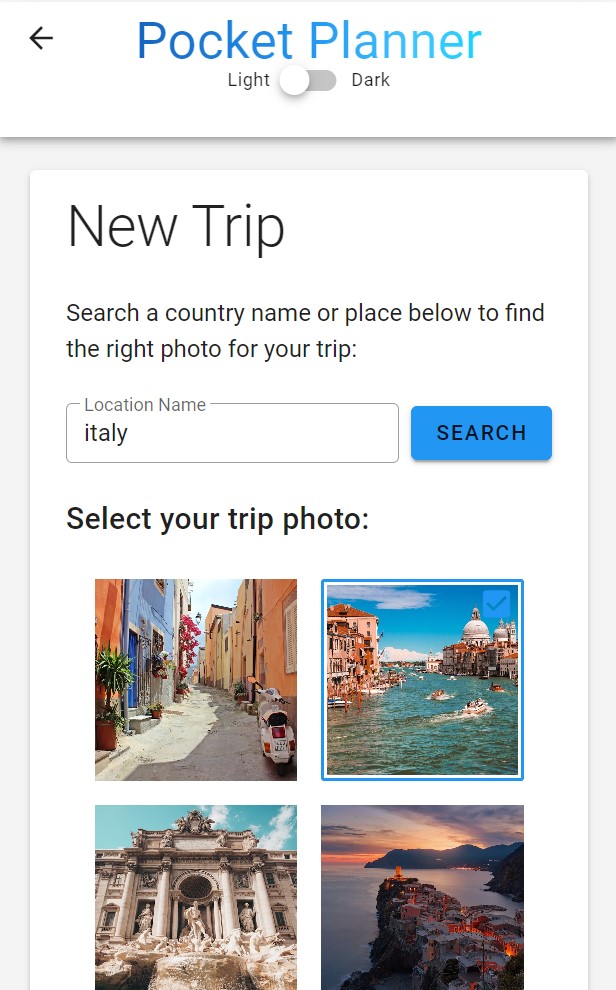 Pocket Planner
Light Dark
New Trip
Search a country name or place below to find
the right photo for your trip:
Location Name
italy
SEARCH
Select your trip photo: